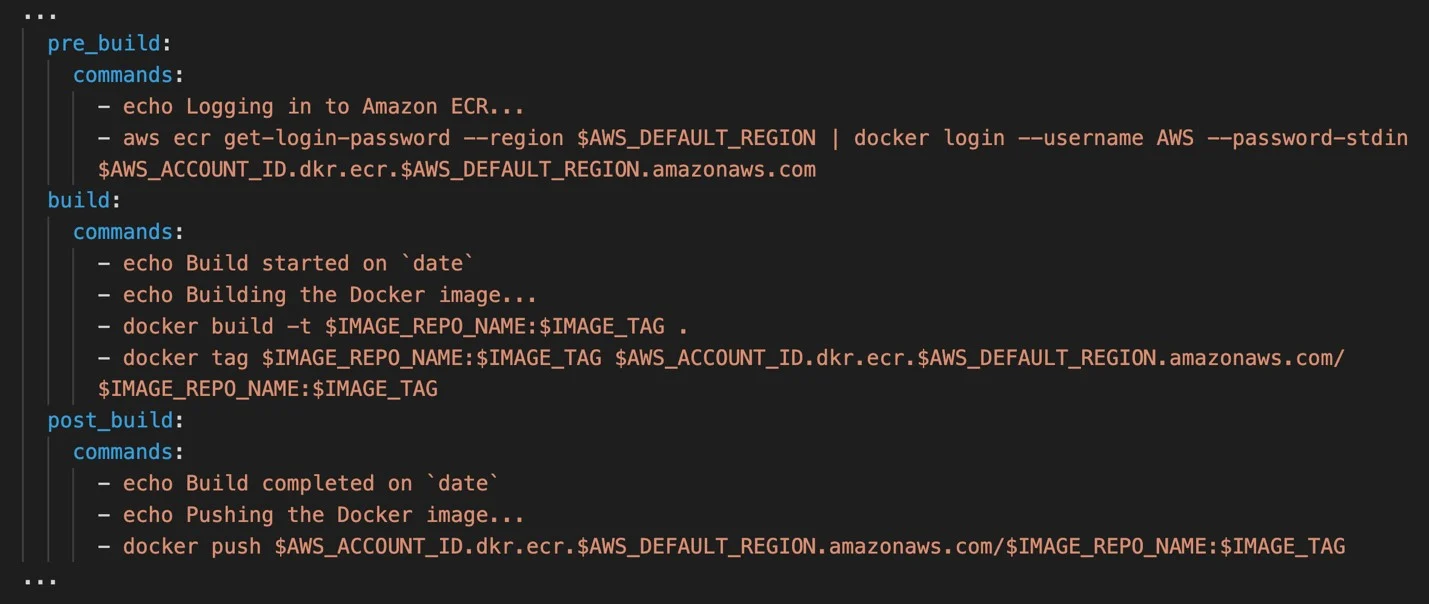 ...
pre_build:
commands:
- echo Logging in to Amazon ECR...
- aws ecr get-login-password --region $AWS_DEFAULT_REGION | docker login --username AWS --password-stdin
$AWS_ACCOUNT_ID.dkr.ecr.$AWS_DEFAULT_REGION.amazonaws.com
build:
commands:
- echo Build started on `date`
- echo Building the Docker image...
- docker build -t $IMAGE_REPO_NAME:$IMAGE_TAG .
- docker tag $IMAGE_REPO_NAME:$IMAGE_TAG $AWS_ACCOUNT_ID.dkr.ecr.$AWS_DEFAULT_REGION.amazonaws.com/
$IMAGE_REPO_NAME:$IMAGE_TAG
post_build:
commands:
- echo Build completed on `date`
- echo Pushing the Docker image...
- docker push $AWS_ACCOUNT_ID.dkr.ecr.$AWS_DEFAULT_REGION.amazonaws.com/$IMAGE_REPO_NAME:$IMAGE_TAG
...